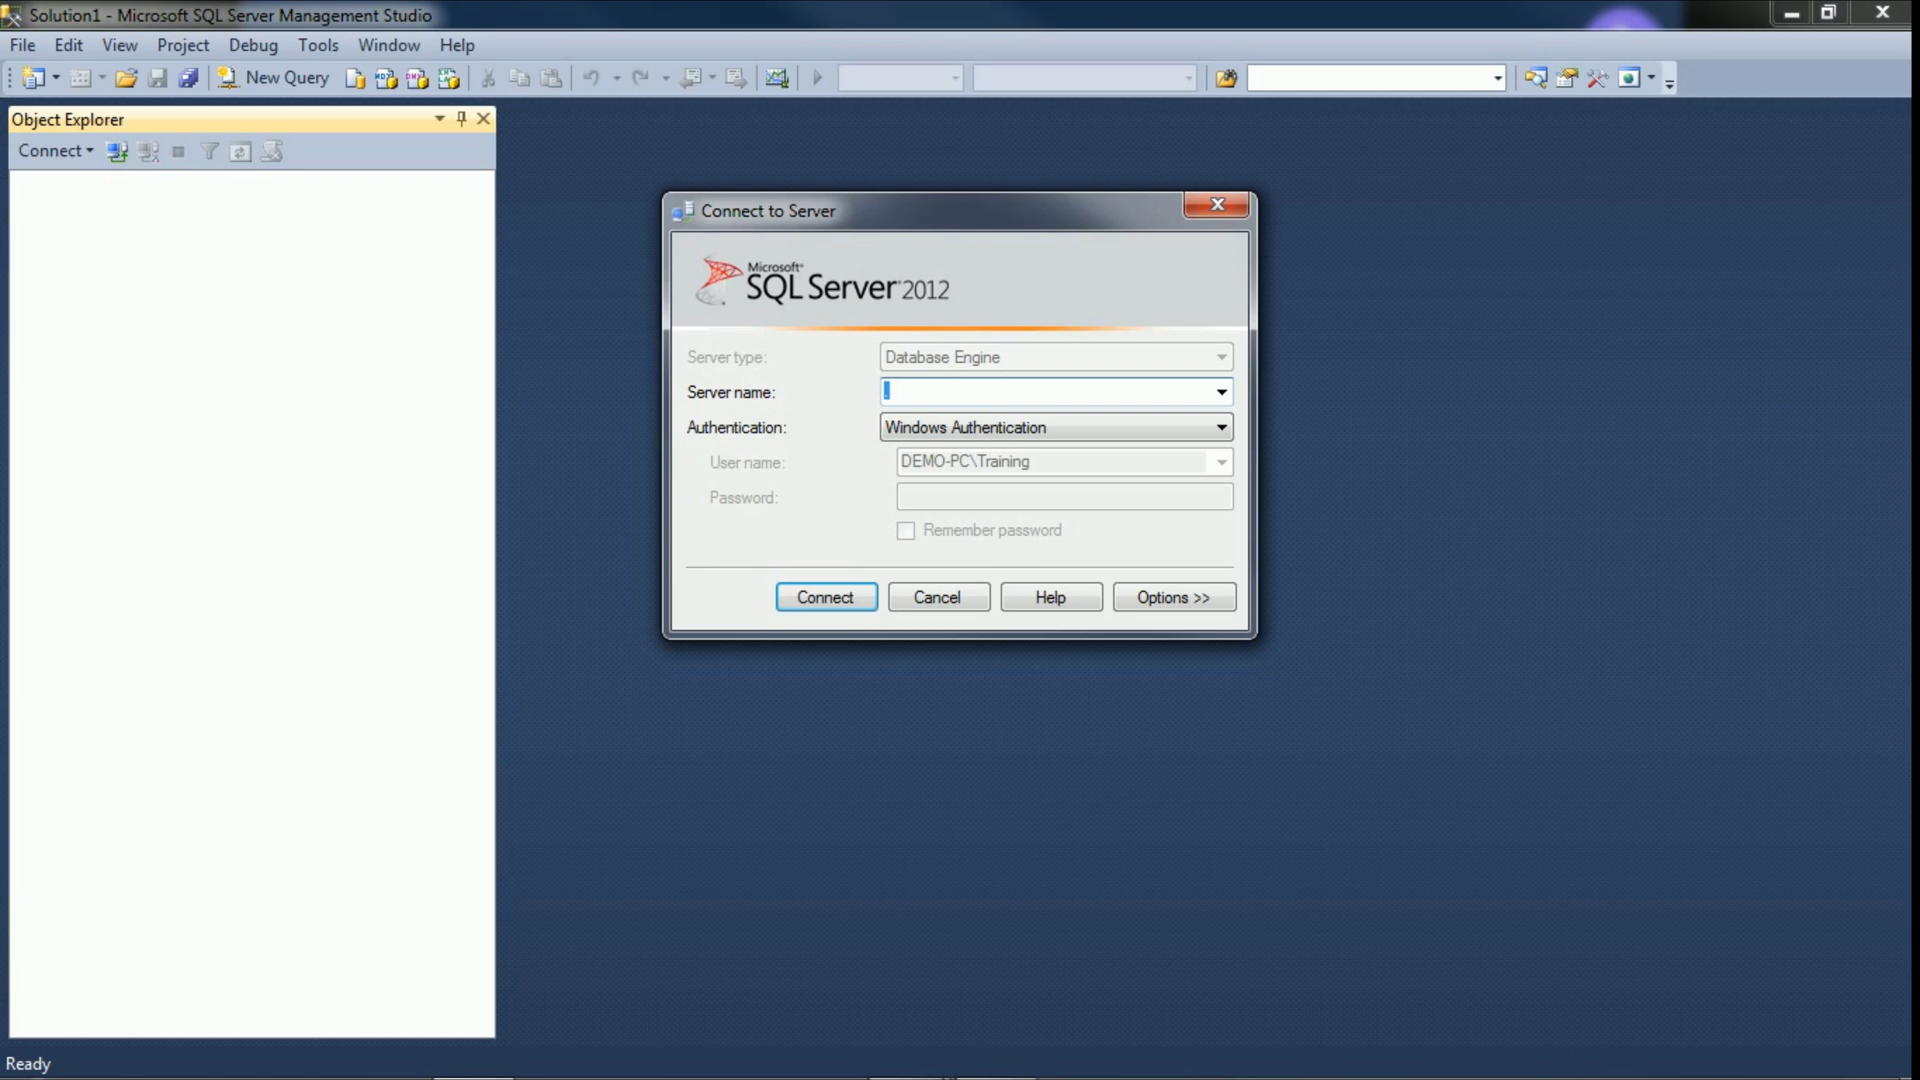 Solution1 - Microsoft SQL Server Management Studio
File Edit View Project Debug Tools Window Help
New Query
Object Explorer
Connect
Connect to Server
Microsoft®
SQL Server 2012
Server type: Database Engine
Server name: .
Authentication: Windows Authentication
User name: DEMO-PC\Training
Password:
Remember password
Connect Cancel Help Options >>
Ready